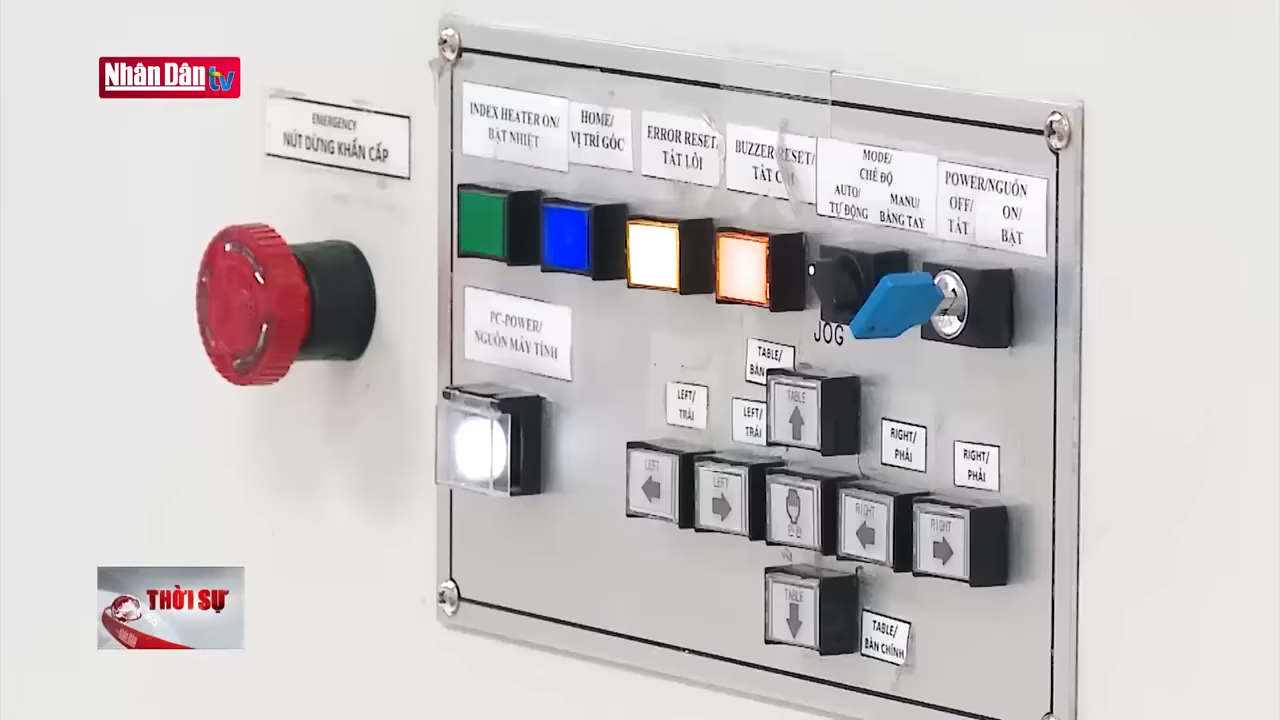 Nhân Dân tv
EMERGENCY
NÚT DỪNG KHẨN CẤP
INDEX HEATER ON/
BẬT NHIỆT
HOME/
VỊ TRÍ GỐC
ERROR RESET/
TẮT LỖI
BUZZER RESET/
TẮT
MODE/
CHẾ ĐỘ
AUTO/
TỰ ĐỘNG
MANU/
BẰNG TAY
POWER/NGUỒN
OFF/
TẮT
ON/
BẬT
PC-POWER/
NGUỒN MÁY TÍNH
JOG
TABLE/
BÀN
TABLE
LEFT/
TRÁI
LEFT/
TRÁI
RIGHT/
PHẢI
RIGHT/
PHẢI
LEFT
LEFT
RIGHT
RIGHT
TABLE
TABLE/
BÀN CHÍNH
THỜI SỰ